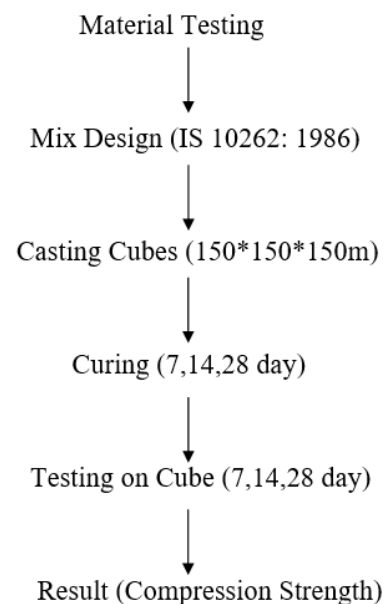 Material Testing
Mix Design (IS 10262: 1986)
Casting Cubes (150*150*150m)
Curing (7,14,28 day)
Testing on Cube (7,14,28 day)
Result (Compression Strength)